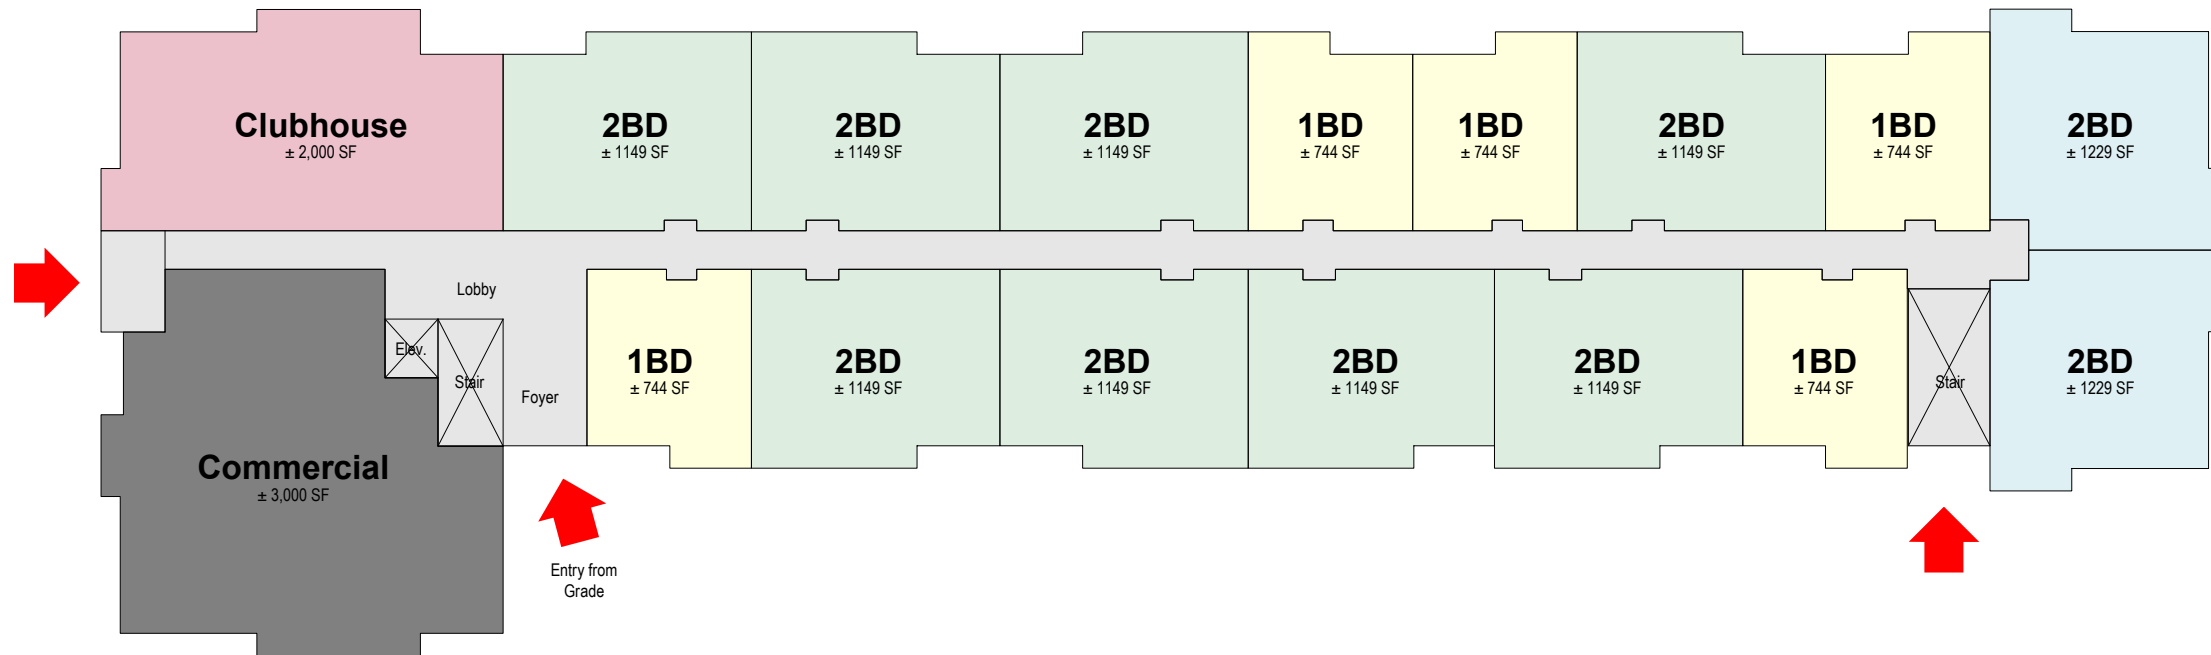 Clubhouse
± 2,000 SF
2BD
± 1149 SF
2BD
± 1149 SF
2BD
± 1149 SF
1BD
± 744 SF
1BD
± 744 SF
2BD
± 1149 SF
1BD
± 744 SF
2BD
± 1229 SF
Lobby
Elev.
Stair
Foyer
1BD
± 744 SF
2BD
± 1149 SF
2BD
± 1149 SF
2BD
± 1149 SF
2BD
± 1149 SF
1BD
± 744 SF
Stair
2BD
± 1229 SF
Commercial
± 3,000 SF
Entry from
Grade